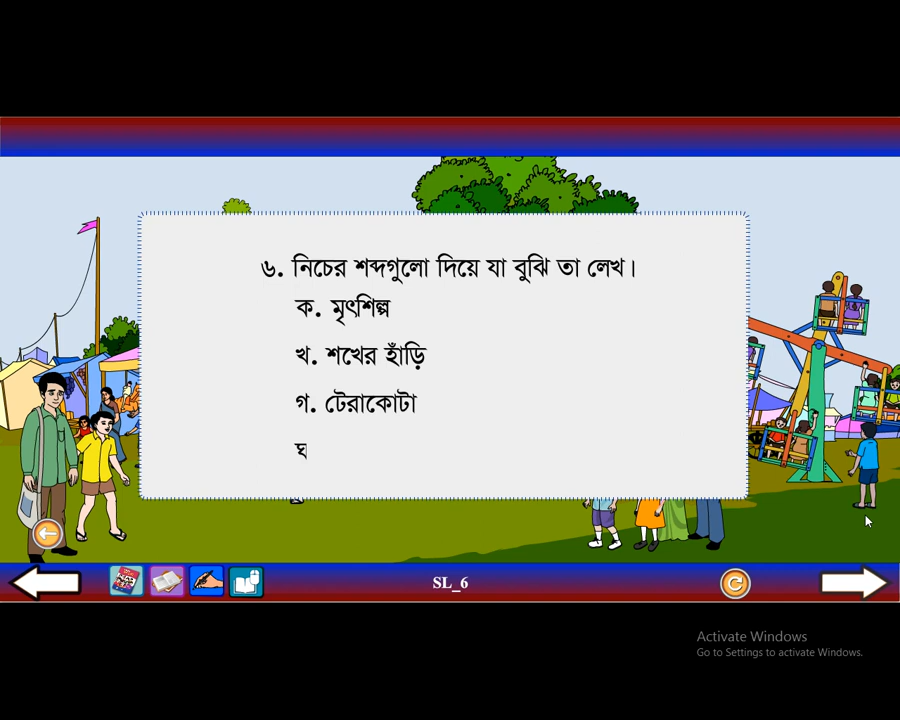 ৬. নিচের শব্দগুলো দিয়ে যা বুঝি তা লেখ।
ক. মৃৎশিল্প
খ. শখের হাঁড়ি
গ. টেরাকোটা
ঘ
SL_6
Activate Windows
Go to Settings to activate Windows.